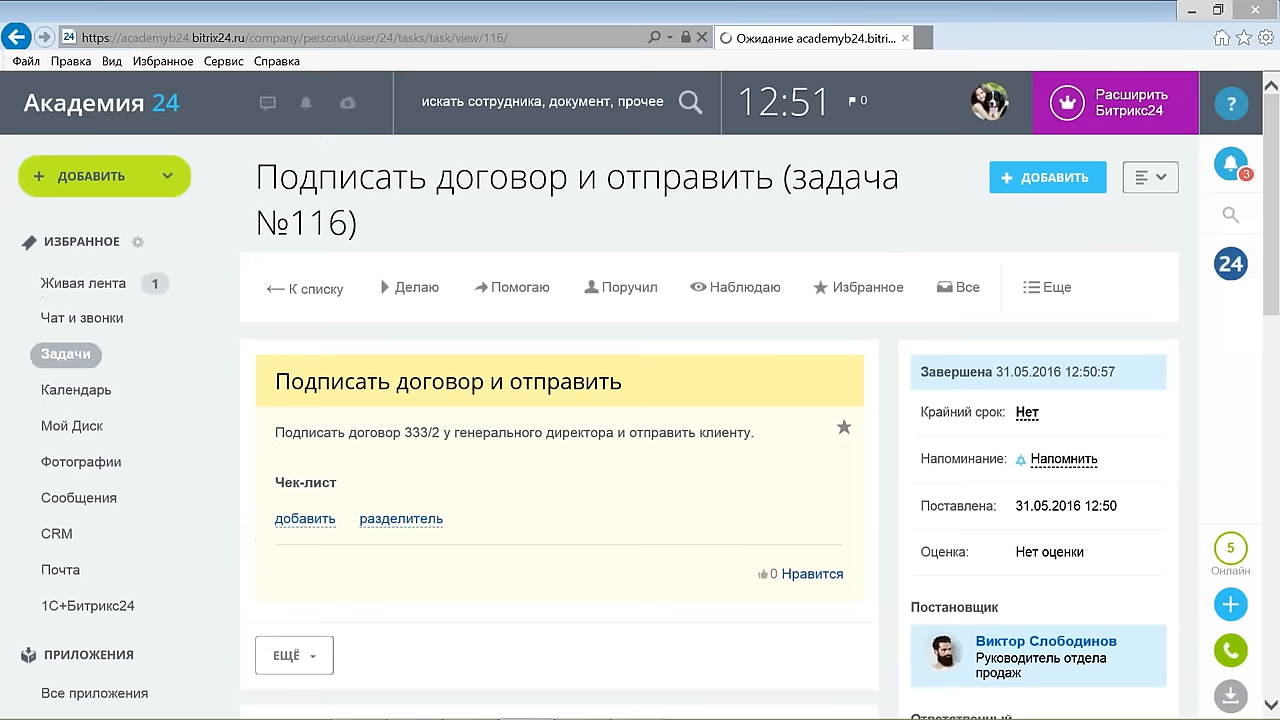 https://academyb24.bitrix24.ru/company/personal/user/24/tasks/task/view/116/
Ожидание academyb24.bitri...
Файл Правка Вид Избранное Сервис Справка
Академия 24
искать сотрудника, документ, прочее
12:51
0
Расширить
Битрикс24
?
+ ДОБАВИТЬ
Подписать договор и отправить (задача
№116)
+ ДОБАВИТЬ
3
24
ИЗБРАННОЕ
Живая лента 1
Чат и звонки
Задачи
Календарь
Мой Диск
Фотографии
Сообщения
CRM
Почта
1С+Битрикс24
ПРИЛОЖЕНИЯ
Все приложения
К списку Делаю Помогаю Поручил Наблюдаю Избранное Все Еще
Подписать договор и отправить
Подписать договор 333/2 у генерального директора и отправить клиенту.
Чек-лист
добавить разделитель
0 Нравится
ЕЩЁ
Завершена 31.05.2016 12:50:57
Крайний срок: Нет
Напоминание: Напомнить
Поставлена: 31.05.2016 12:50
Оценка: Нет оценки
Постановщик
Виктор Слободинов
Руководитель отдела
продаж
Ответственный
5
Онлайн